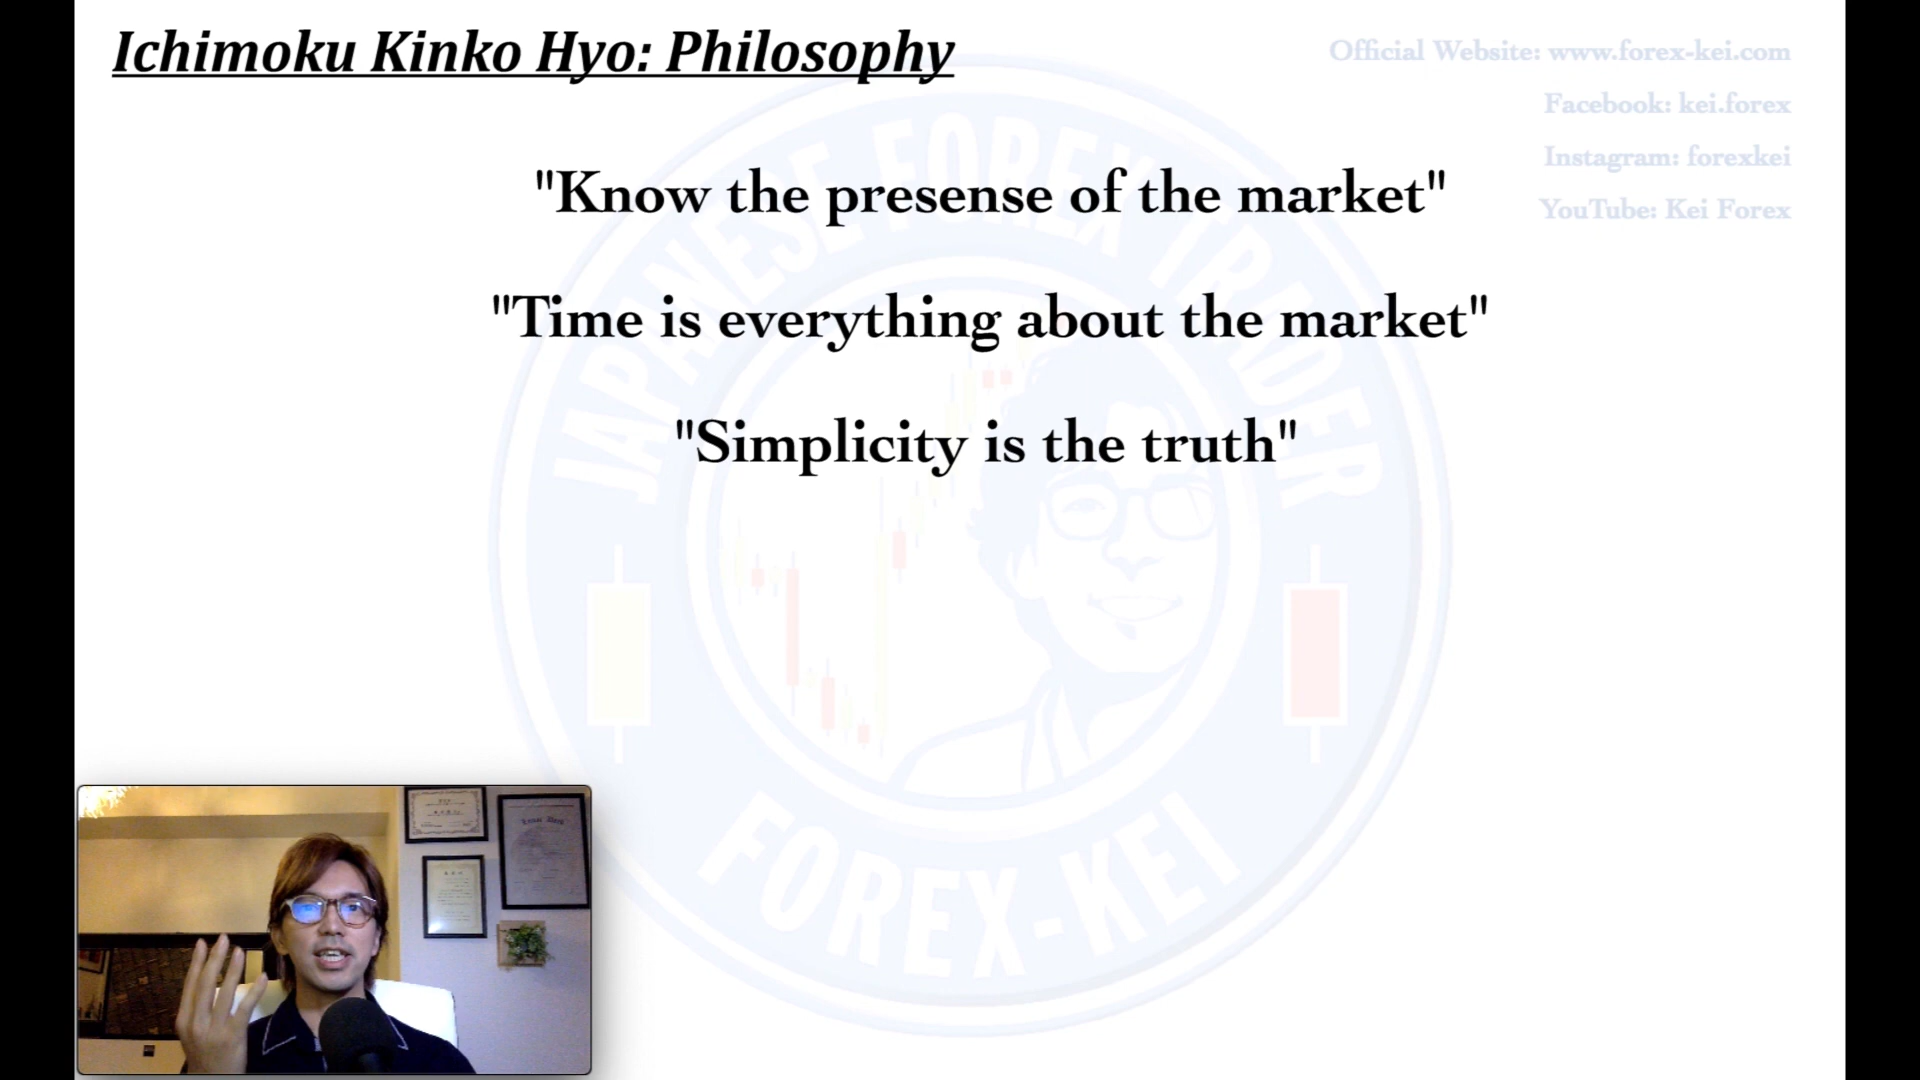 Ichimoku Kinko Hyo: Philosophy
Official Website: www.forex-kei.com
Facebook: kei.forex
Instagram: forexkei
YouTube: Kei Forex
"Know the presense of the market"
"Time is everything about the market"
"Simplicity is the truth"
JAPANESE FOREX TRADER
FOREX-KEI